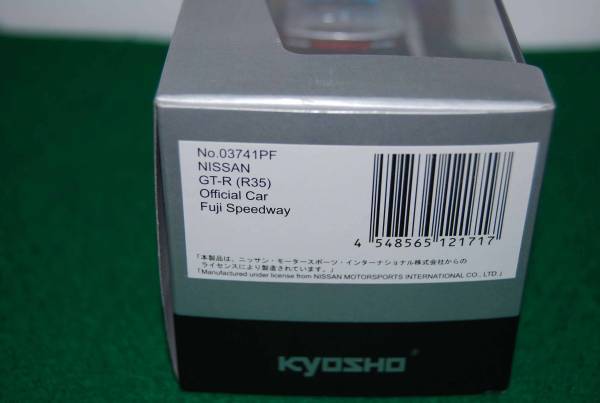 No.03741PF
NISSAN
GT-R (R35)
Official Car
Fuji Speedway
4 548565 121717
「本製品は、ニッサン・モータースポーツ・インターナショナル株式会社からの
ライセンスにより製造されています。」
「Manufactured under license from NISSAN MOTORSPORTS INTERNATIONAL CO., LTD.」
KYOSHO®